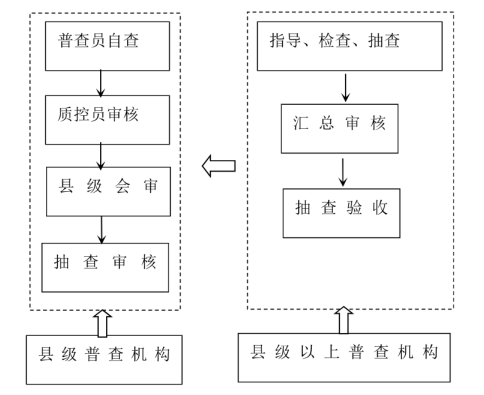 普查员自查
质控员审核
县级会审
抽查审核
县级普查机构
指导、检查、抽查
汇总审核
抽查验收
县级以上普查机构